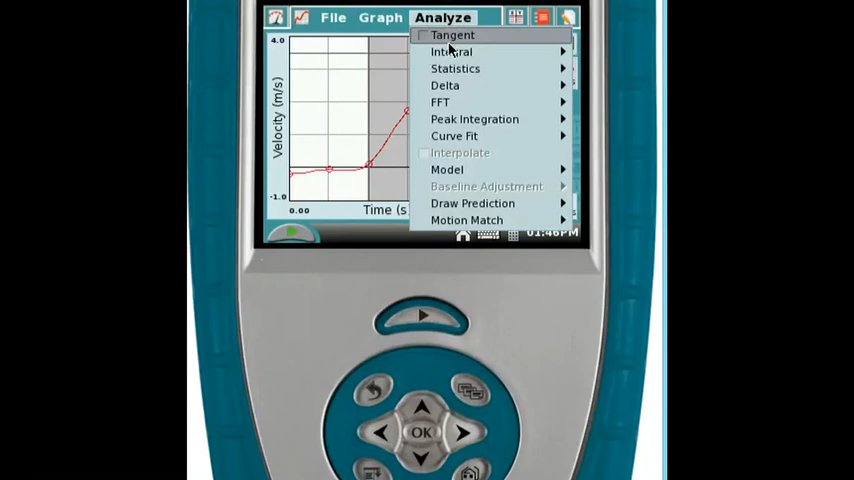 File Graph Analyze
4.0
Velocity (m/s)
-1.0
0.00
Time (s
Tangent
Integral
Statistics
Delta
FFT
Peak Integration
Curve Fit
Interpolate
Model
Baseline Adjustment
Draw Prediction
Motion Match
01:46PM
OK